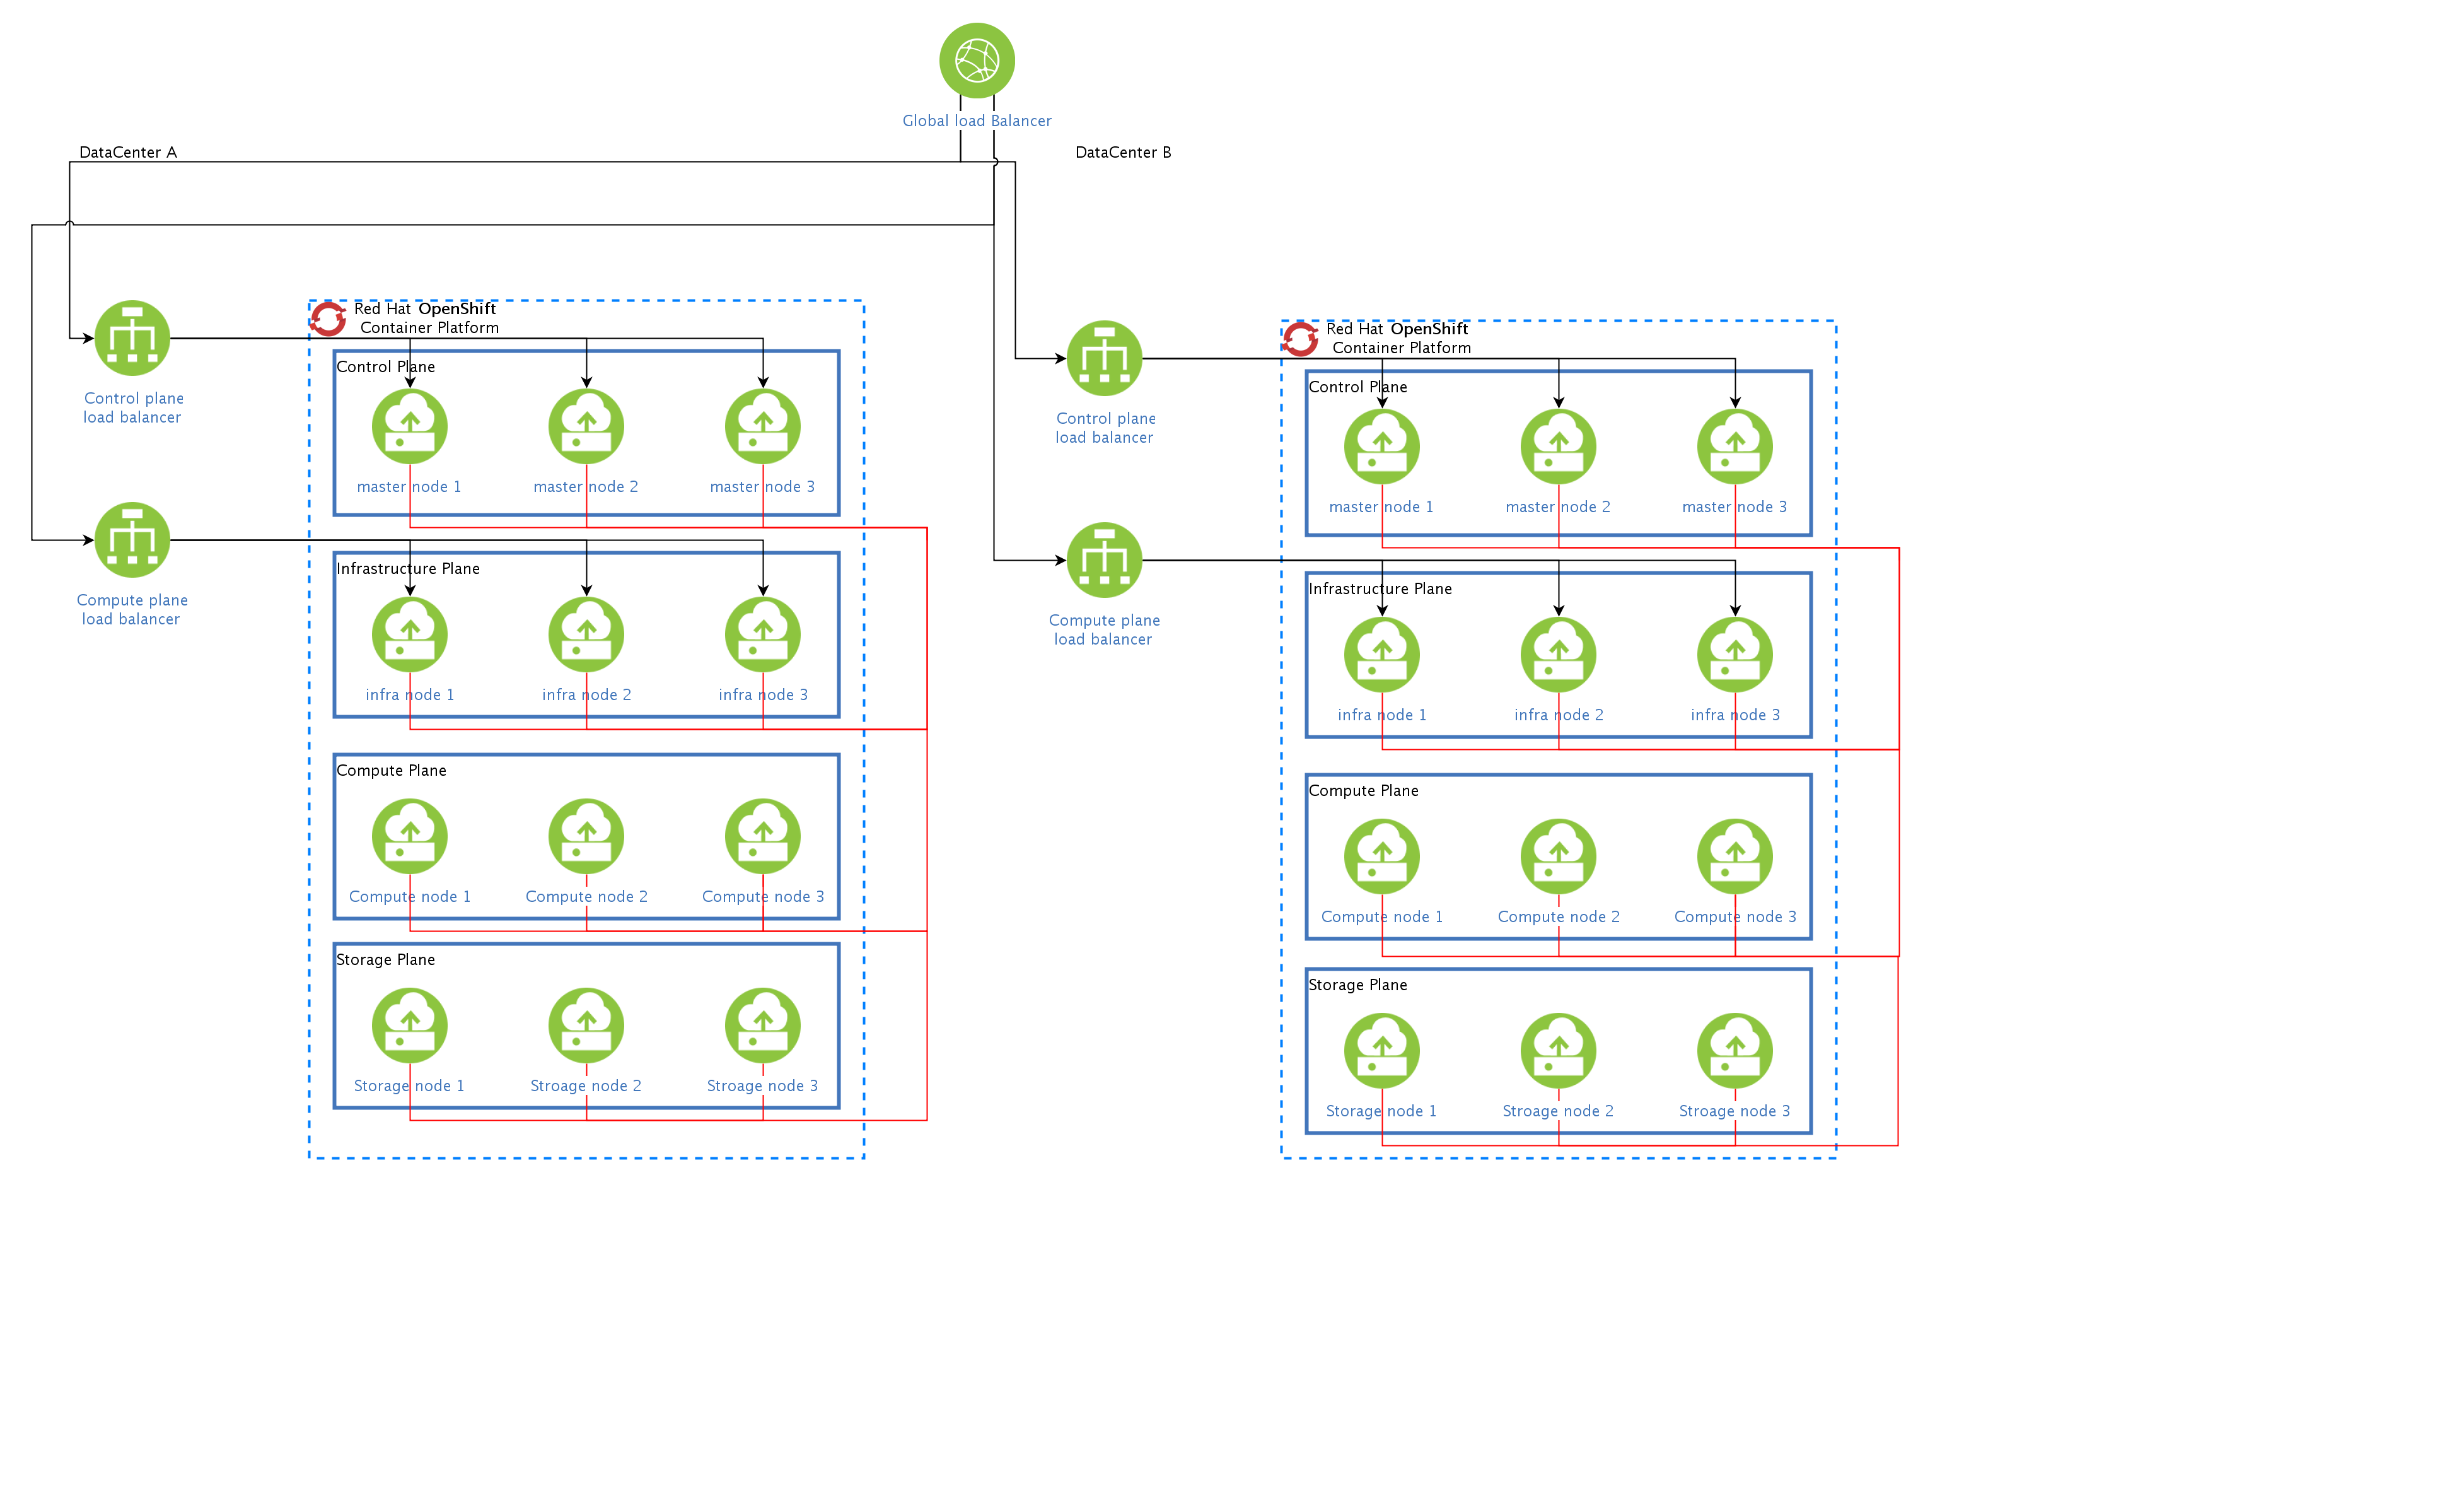 Global load Balancer
DataCenter A
DataCenter B
Red Hat OpenShift
Container Platform
Control plane
load balancer
Control Plane
master node 1
master node 2
master node 3
Compute plane
load balancer
Infrastructure Plane
infra node 1
infra node 2
infra node 3
Compute Plane
Compute node 1
Compute node 2
Compute node 3
Storage Plane
Storage node 1
Stroage node 2
Stroage node 3
Red Hat OpenShift
Container Platform
Control plane
load balancer
Control Plane
master node 1
master node 2
master node 3
Compute plane
load balancer
Infrastructure Plane
infra node 1
infra node 2
infra node 3
Compute Plane
Compute node 1
Compute node 2
Compute node 3
Storage Plane
Storage node 1
Stroage node 2
Stroage node 3